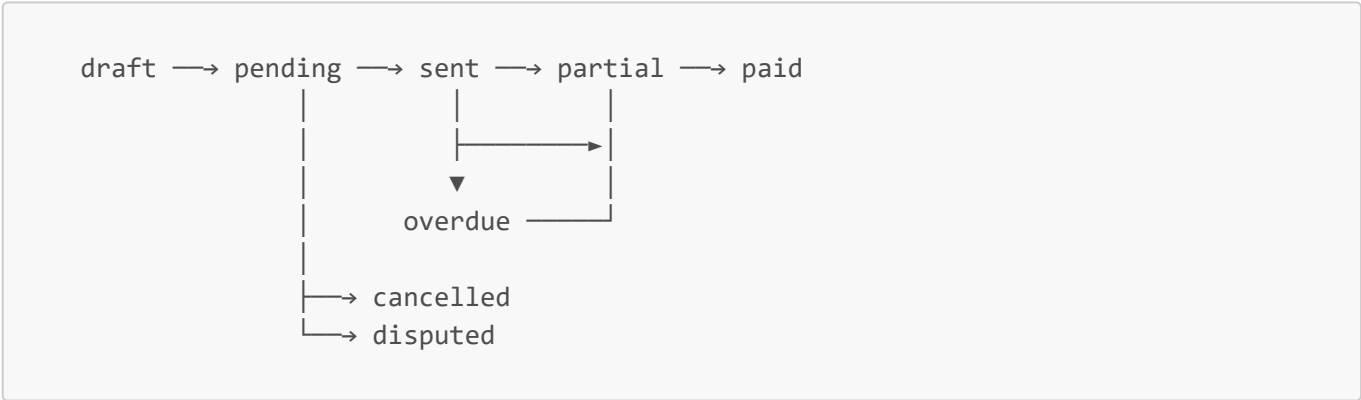 draft ──→ pending ──→ sent ──→ partial ──→ paid
overdue
cancelled
disputed